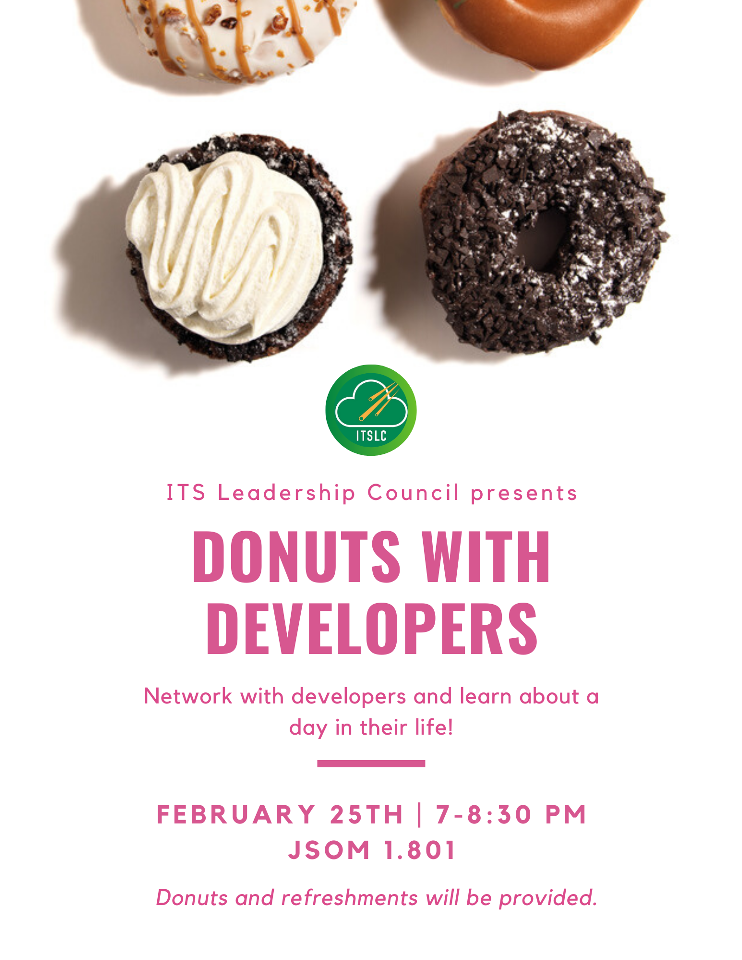 ITSLC
ITS Leadership Council presents
DONUTS WITH
DEVELOPERS
Network with developers and learn about a
day in their life!
FEBRUARY 25TH | 7-8:30 PM
JSOM 1.801
Donuts and refreshments will be provided.